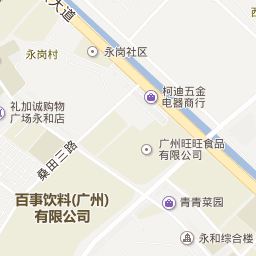 大道
西
永岗村
永岗社区
柯迪五金
电器商行
礼加诚购物
广场永和店
桑田三路
广州旺旺食品
有限公司
百事饮料(广州)
有限公司
青青菜园
永和综合楼